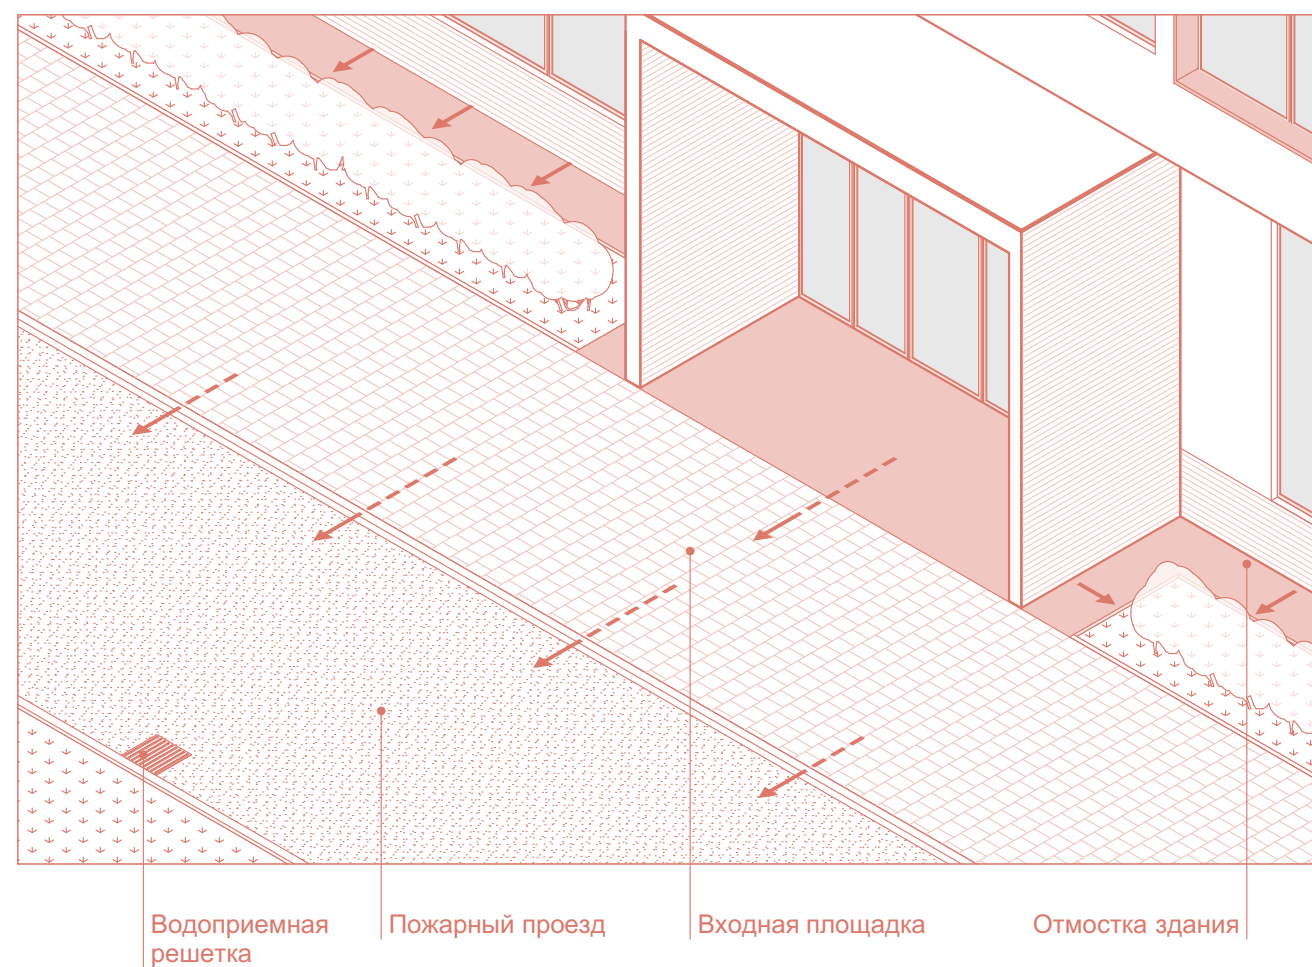 Водоприемная
решетка
Пожарный проезд
Входная площадка
Отмостка здания